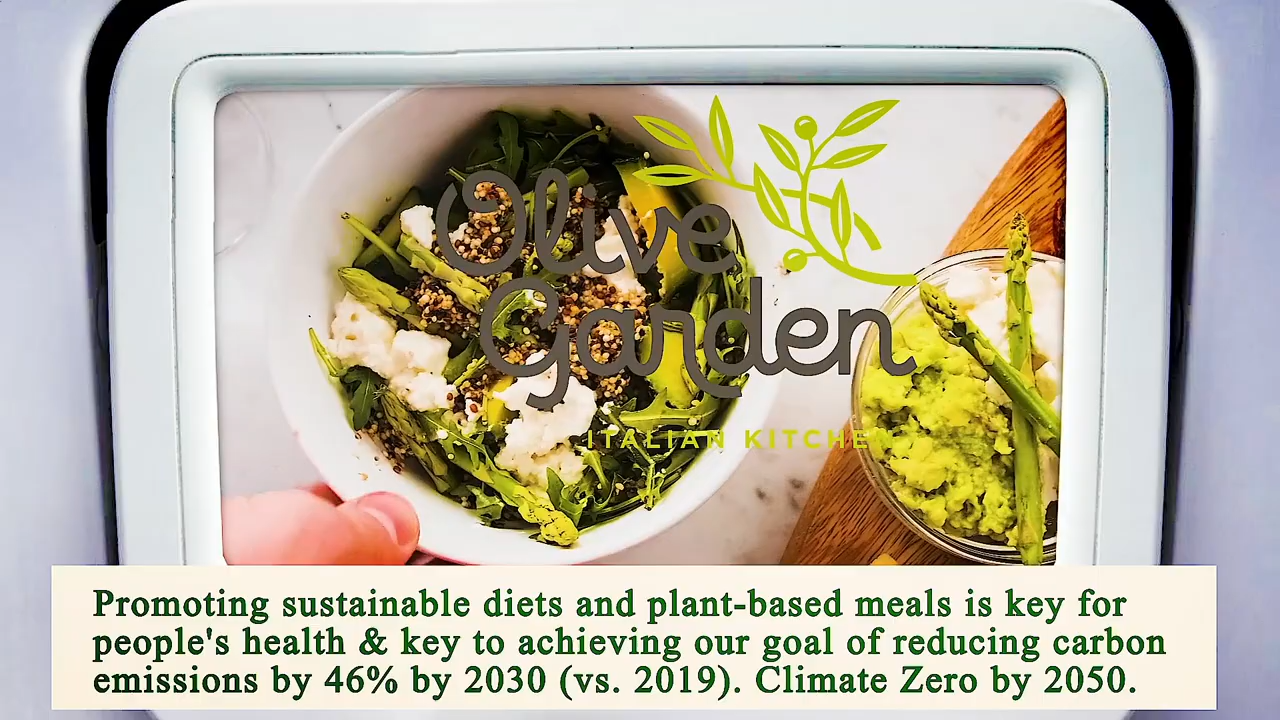 Olive
Garden
ITALIAN KITCHEN
Promoting sustainable diets and plant-based meals is key for
people's health & key to achieving our goal of reducing carbon
emissions by 46% by 2030 (vs. 2019). Climate Zero by 2050.